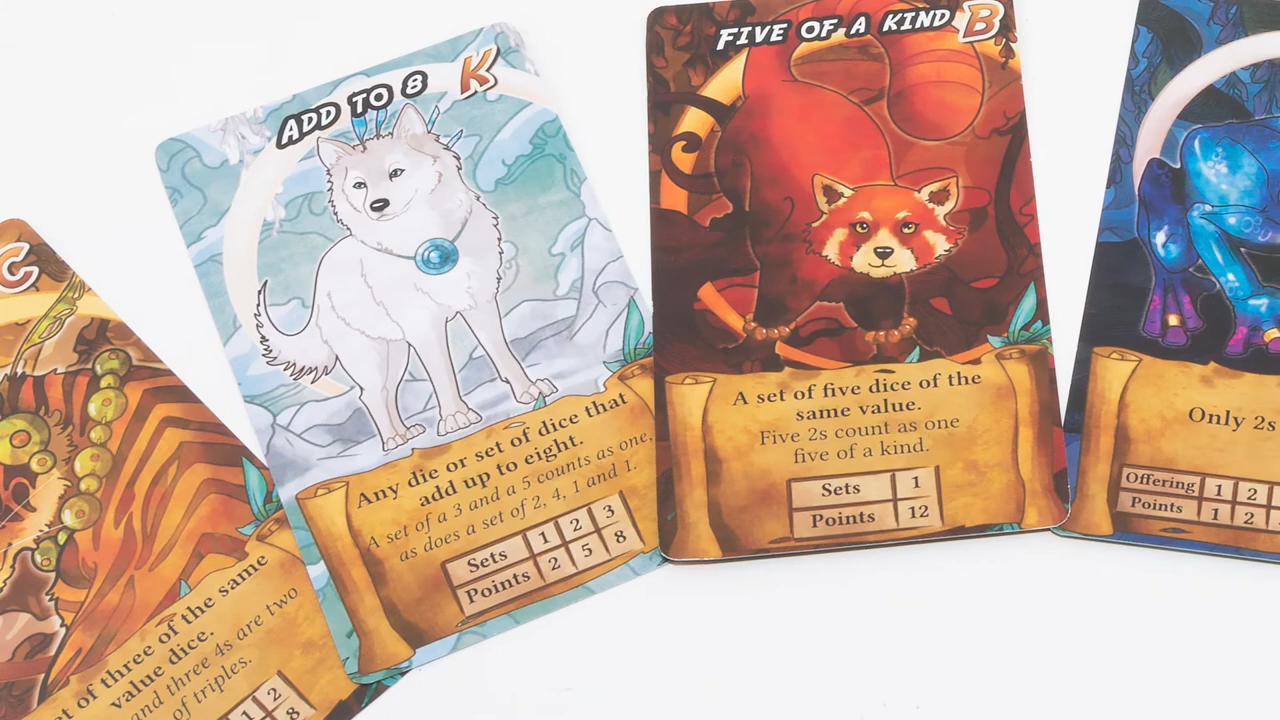 C
et of three of the same
value dice.
and three 4s are two
of triples.
1 2
8
ADD TO 8 K
Any die or set of dice that
add up to eight.
A set of a 3 and a 5 counts as one,
as does a set of 2, 4, 1 and 1.
Sets 1 2 3
Points 2 5 8
FIVE OF A KIND B
A set of five dice of the
same value.
Five 2s count as one
five of a kind.
Sets 1
Points 12
Only 2s
Offering 1 2
Points 1 2